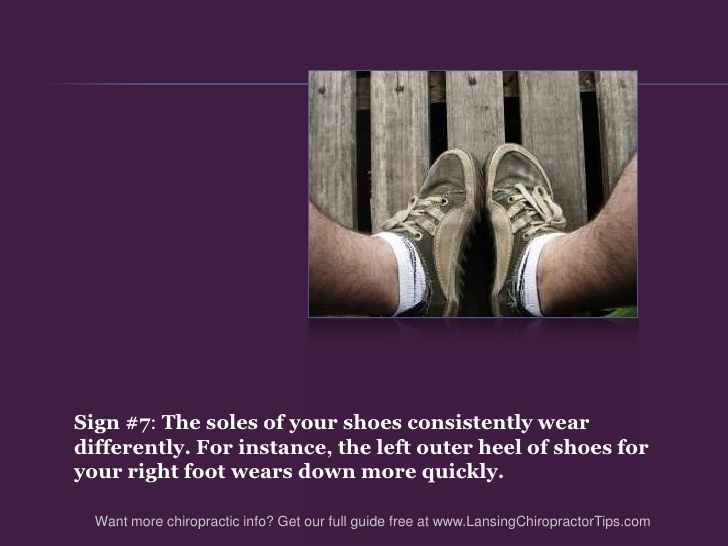 Sign #7: The soles of your shoes consistently wear
differently. For instance, the left outer heel of shoes for
your right foot wears down more quickly.
Want more chiropractic info? Get our full guide free at www.LansingChiropractorTips.com